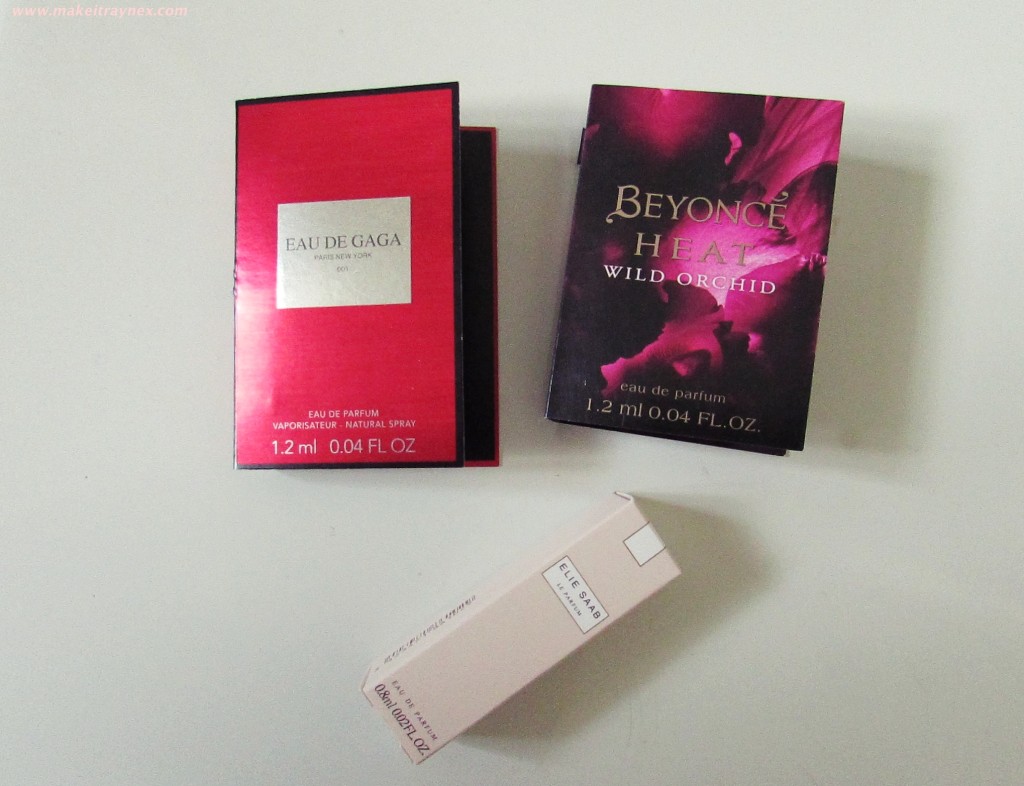 www.makeitraynex.com
EAU DE GAGA
PARIS NEW YORK
001
EAU DE PARFUM
VAPORISATEUR - NATURAL SPRAY
1.2 ml 0.04 FL OZ
BEYONCÉ
HEAT
WILD ORCHID
eau de parfum
1.2 ml 0.04 FL.OZ.
ELIE SAAB
LE PARFUM
EAU DE PARFUM
0.8ml 0.02FL.OZ.